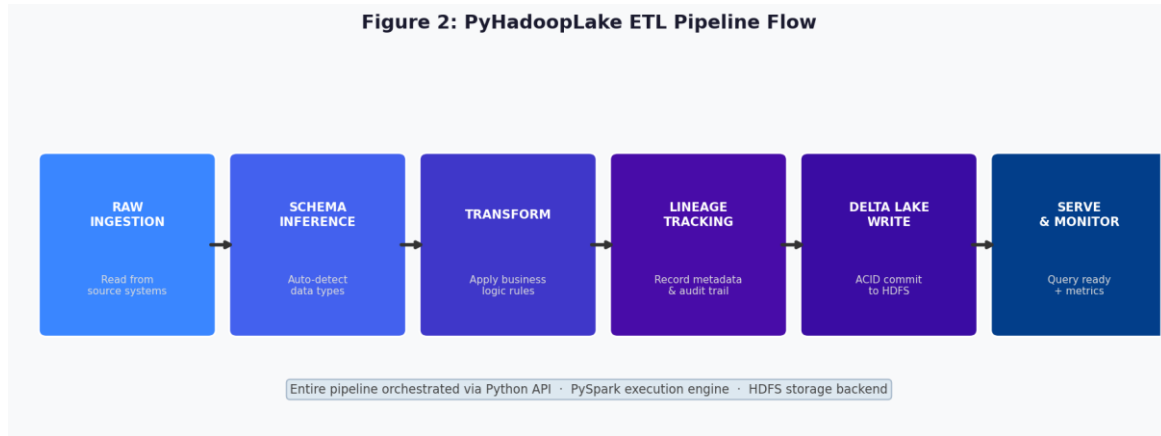 Figure 2: PyHadoopLake ETL Pipeline Flow
RAW
INGESTION
Read from
source systems
SCHEMA
INFERENCE
Auto-detect
data types
TRANSFORM
Apply business
logic rules
LINEAGE
TRACKING
Record metadata
& audit trail
DELTA LAKE
WRITE
ACID commit
to HDFS
SERVE
& MONITOR
Query ready
+ metrics
Entire pipeline orchestrated via Python API · PySpark execution engine · HDFS storage backend